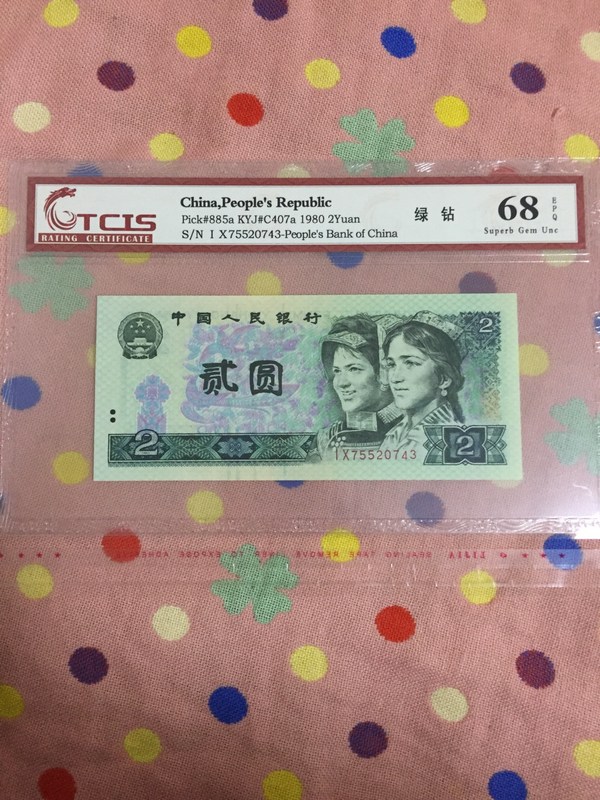 China,People's Republic
TCIS
RATING CERTIFICATE
Pick#885a KYJ#C407a 1980 2Yuan
S/N I X75520743-People's Bank of China
绿 钻
68
EPQ
Superb Gem Unc
中国人民银行
2
贰圆
2
IX75520743
2